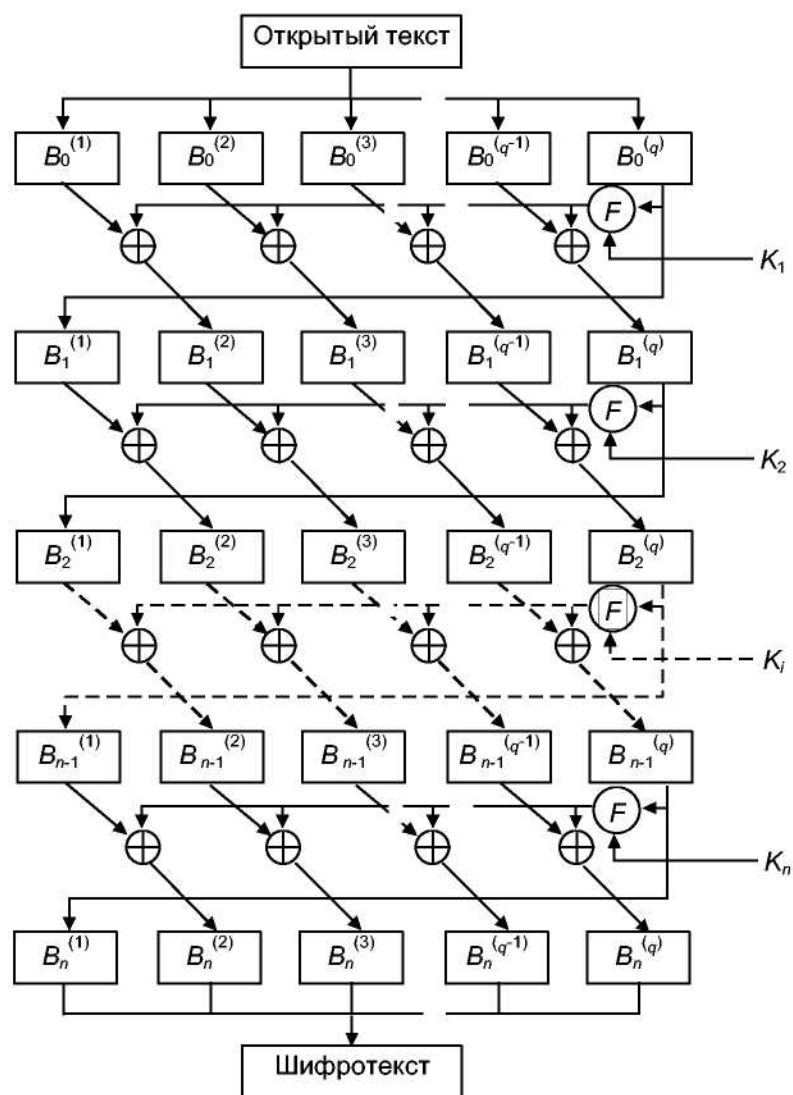 Открытый текст
B₀⁽¹⁾ B₀⁽²⁾ B₀⁽³⁾ B₀⁽q⁻¹⁾ B₀⁽q⁾
F
K₁
B₁⁽¹⁾ B₁⁽²⁾ B₁⁽³⁾ B₁⁽q⁻¹⁾ B₁⁽q⁾
F
K₂
B₂⁽¹⁾ B₂⁽²⁾ B₂⁽³⁾ B₂⁽q⁻¹⁾ B₂⁽q⁾
F
Kᵢ
Bₙ₋₁⁽¹⁾ Bₙ₋₁⁽²⁾ Bₙ₋₁⁽³⁾ Bₙ₋₁⁽q⁻¹⁾ Bₙ₋₁⁽q⁾
F
Kₙ
Bₙ⁽¹⁾ Bₙ⁽²⁾ Bₙ⁽³⁾ Bₙ⁽q⁻¹⁾ Bₙ⁽q⁾
Шифротекст